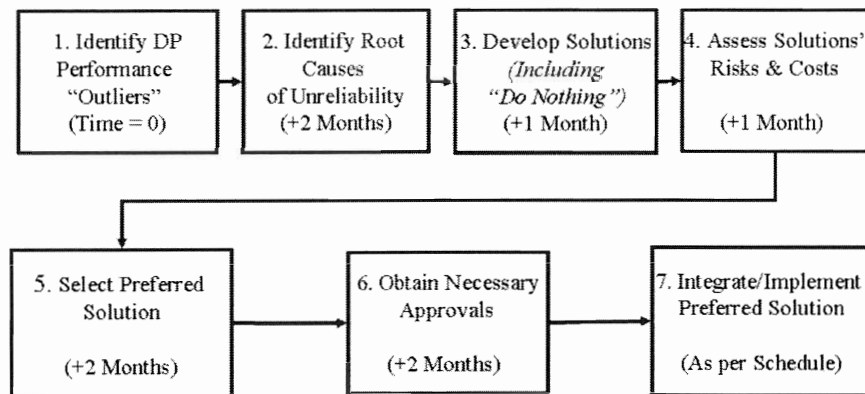 1. Identify DP
Performance
“Outliers”
(Time = 0)
2. Identify Root
Causes
of Unreliability
(+2 Months)
3. Develop Solutions
(Including
“Do Nothing”)
(+1 Month)
4. Assess Solutions’
Risks & Costs
(+1 Month)
5. Select Preferred
Solution
(+2 Months)
6. Obtain Necessary
Approvals
(+2 Months)
7. Integrate/Implement
Preferred Solution
(As per Schedule)